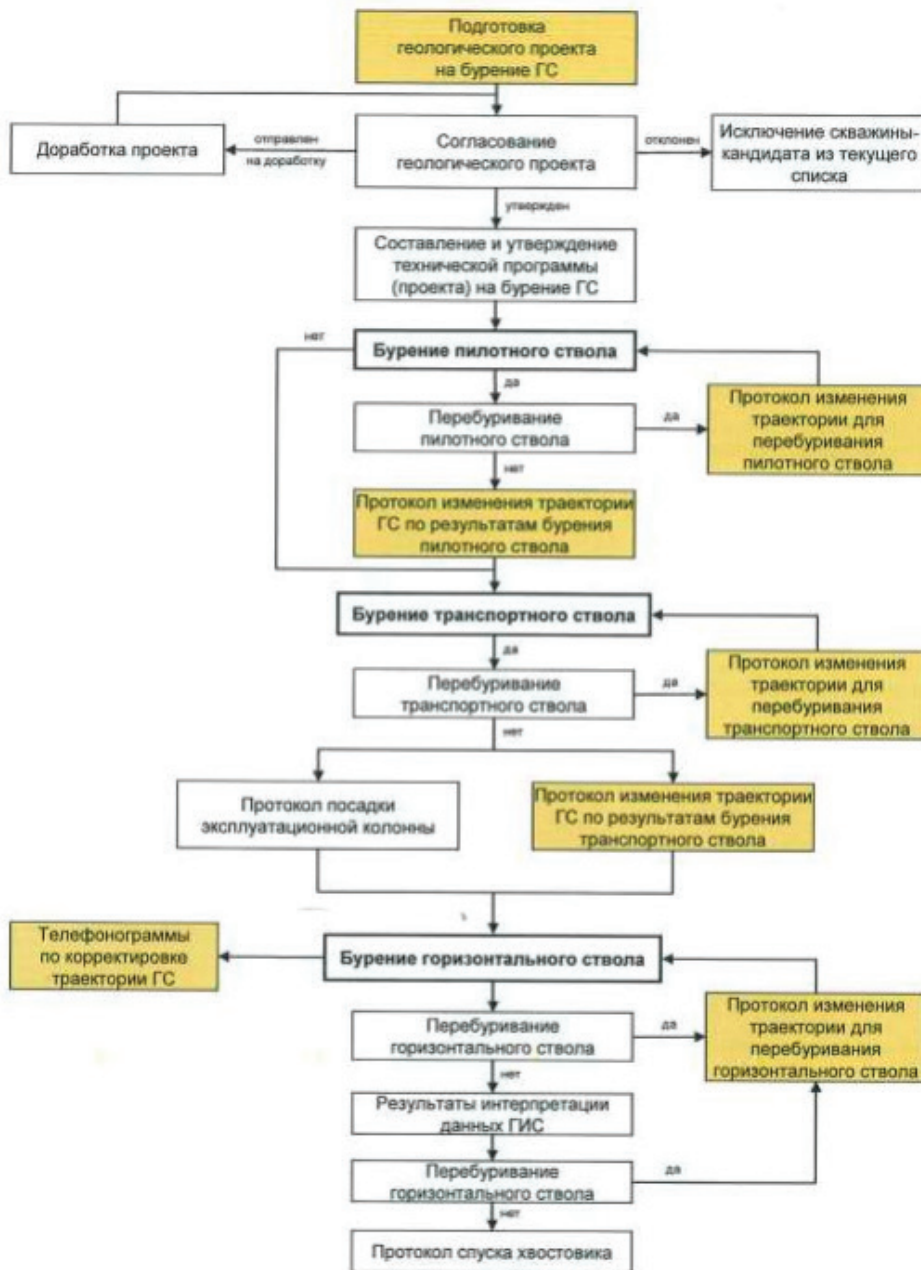 Подготовка
геологического проекта
на бурение ГС
Доработка проекта
отправлен
на доработку
Согласование
геологического проекта
отклонен
Исключение скважины-
кандидата из текущего
списка
утвержден
Составление и утверждение
технической программы
(проекта) на бурение ГС
нет
Бурение пилотного ствола
да
Перебуривание
пилотного ствола
да
Протокол изменения
траектории для
перебуривания
пилотного ствола
нет
Протокол изменения траектории
ГС по результатам бурения
пилотного ствола
Бурение транспортного ствола
да
Перебуривание
транспортного ствола
да
Протокол изменения
траектории для
перебуривания
транспортного ствола
нет
Протокол посадки
эксплуатационной колонны
Протокол изменения траектории
ГС по результатам бурения
транспортного ствола
Телефонограммы
по корректировке
траектории ГС
Бурение горизонтального ствола
Перебуривание
горизонтального ствола
да
Протокол изменения
траектории для
перебуривания
горизонтального ствола
нет
Результаты интерпретации
данных ГИС
Перебуривание
горизонтального ствола
да
нет
Протокол спуска хвостовика